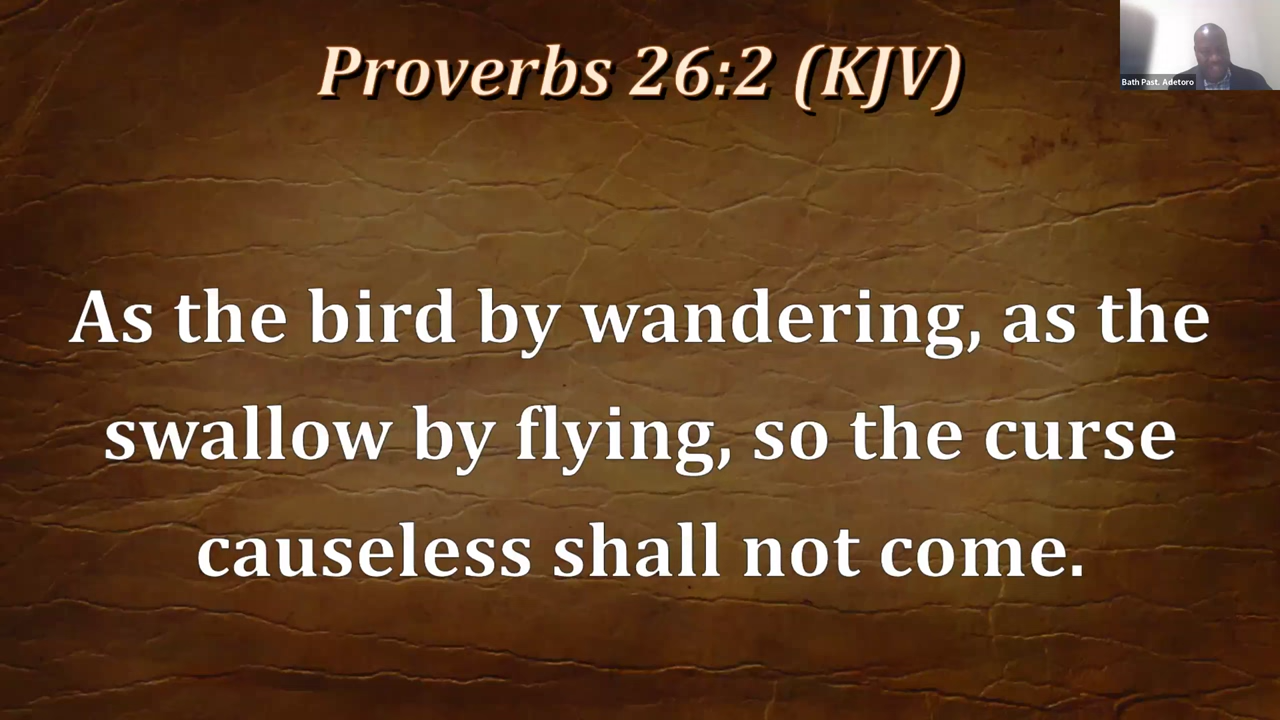 Proverbs 26:2 (KJV)
Bath Past. Adetoro
As the bird by wandering, as the
swallow by flying, so the curse
causeless shall not come.